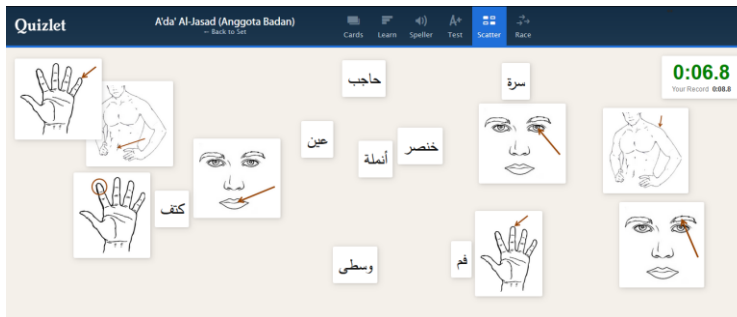 Quizlet
A'da' Al-Jasad (Anggota Badan)
← Back to Set
Cards
Learn
Speller
A+
Test
Scatter
Race
0:06.8
Your Record 0:08.8
حاجب
سرة
عين
أنملة
خنصر
كتف
وسطى
فم